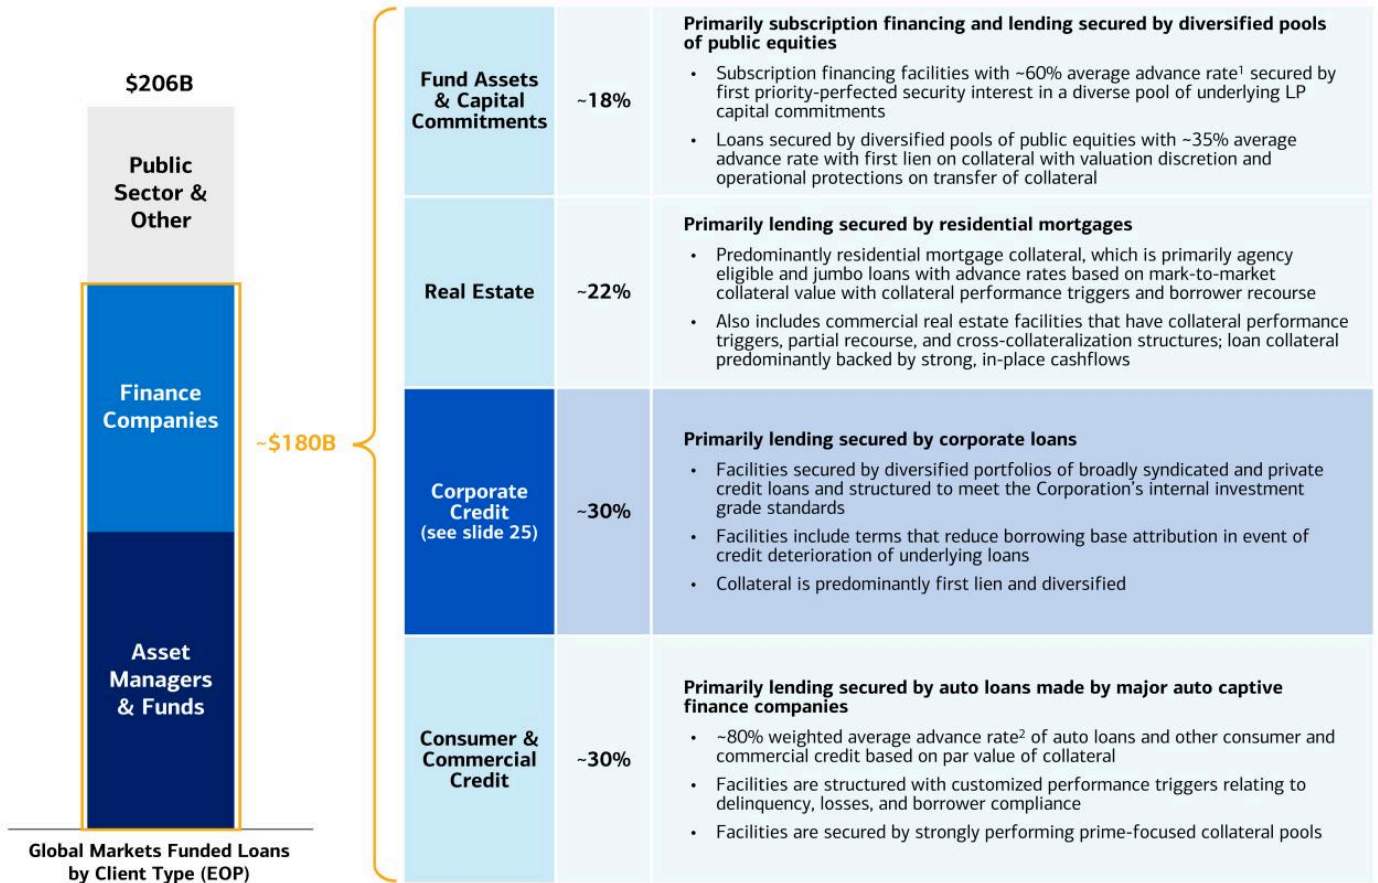 $206B
Public
Sector &
Other
Finance
Companies
Asset
Managers
& Funds
Global Markets Funded Loans
by Client Type (EOP)
~$180B
Fund Assets
& Capital
Commitments
~18%
Primarily subscription financing and lending secured by diversified pools
of public equities
• Subscription financing facilities with ~60% average advance rate¹ secured by
first priority-perfected security interest in a diverse pool of underlying LP
capital commitments
• Loans secured by diversified pools of public equities with ~35% average
advance rate with first lien on collateral with valuation discretion and
operational protections on transfer of collateral
Real Estate
~22%
Primarily lending secured by residential mortgages
• Predominantly residential mortgage collateral, which is primarily agency
eligible and jumbo loans with advance rates based on mark-to-market
collateral value with collateral performance triggers and borrower recourse
• Also includes commercial real estate facilities that have collateral performance
triggers, partial recourse, and cross-collateralization structures; loan collateral
predominantly backed by strong, in-place cashflows
Corporate
Credit
(see slide 25)
~30%
Primarily lending secured by corporate loans
• Facilities secured by diversified portfolios of broadly syndicated and private
credit loans and structured to meet the Corporation's internal investment
grade standards
• Facilities include terms that reduce borrowing base attribution in event of
credit deterioration of underlying loans
• Collateral is predominantly first lien and diversified
Consumer &
Commercial
Credit
~30%
Primarily lending secured by auto loans made by major auto captive
finance companies
• ~80% weighted average advance rate² of auto loans and other consumer and
commercial credit based on par value of collateral
• Facilities are structured with customized performance triggers relating to
delinquency, losses, and borrower compliance
• Facilities are secured by strongly performing prime-focused collateral pools